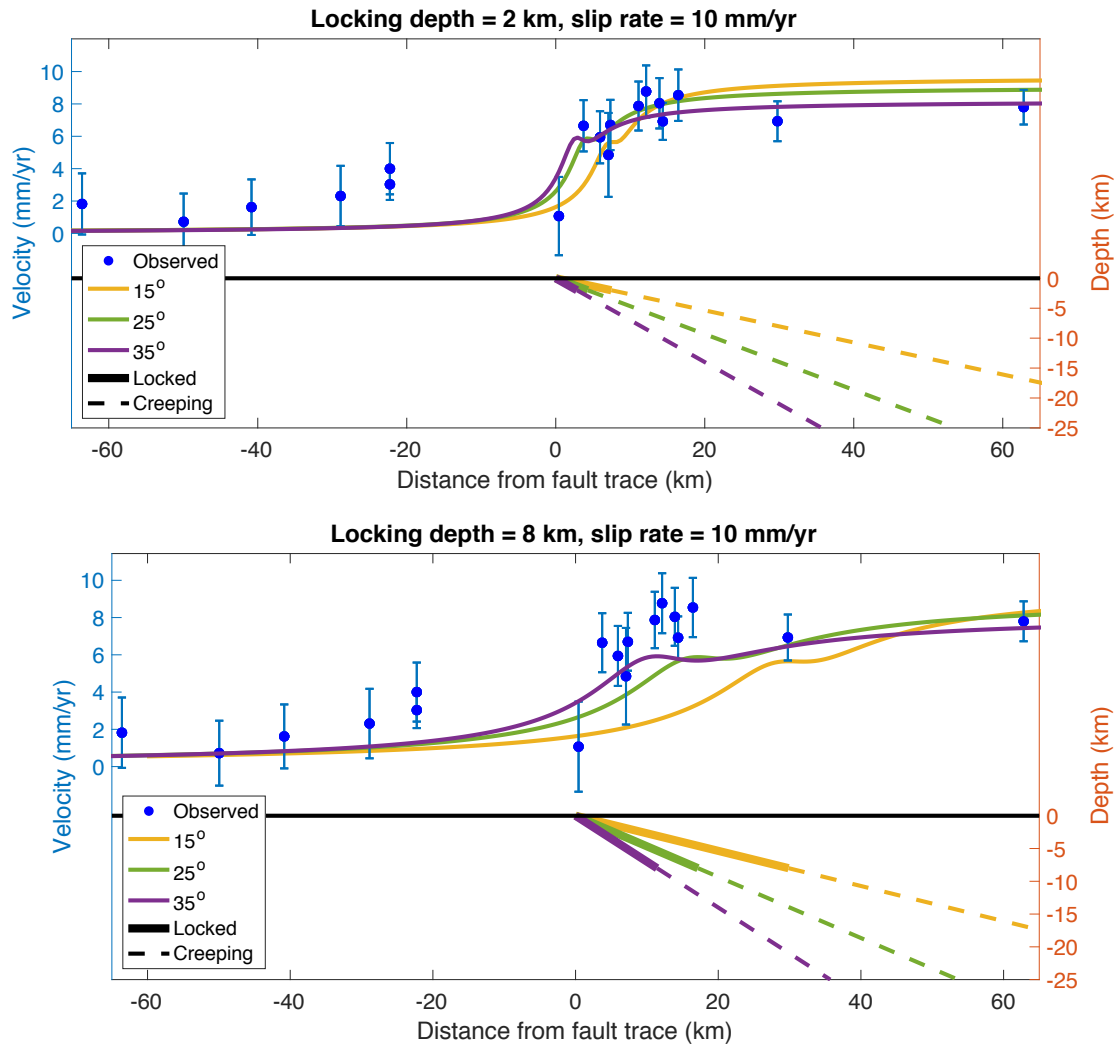 Locking depth = 2 km, slip rate = 10 mm/yr
Velocity (mm/yr)
10
8
6
4
2
0
Observed
15°
25°
35°
Locked
Creeping
Depth (km)
0
-5
-10
-15
-20
-25
-60 -40 -20 0 20 40 60
Distance from fault trace (km)
Locking depth = 8 km, slip rate = 10 mm/yr
Velocity (mm/yr)
10
8
6
4
2
0
Observed
15°
25°
35°
Locked
Creeping
Depth (km)
0
-5
-10
-15
-20
-25
-60 -40 -20 0 20 40 60
Distance from fault trace (km)